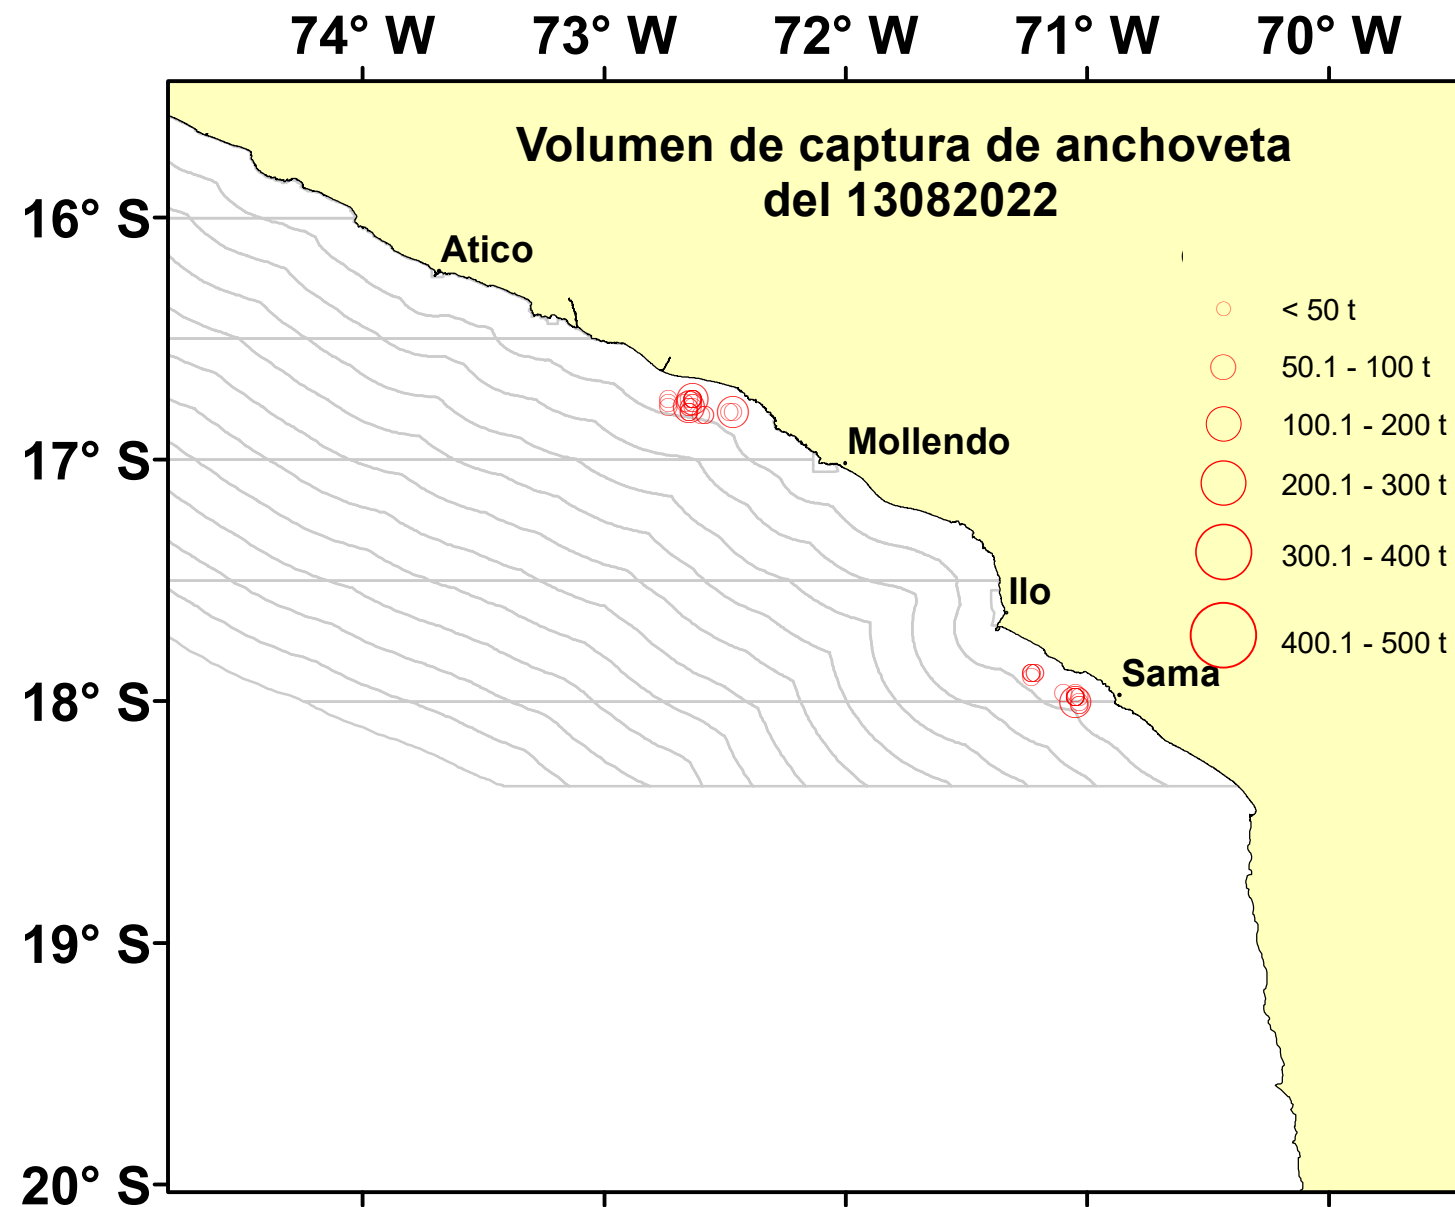 74° W 73° W 72° W 71° W 70° W
Volumen de captura de anchoveta
del 13082022
16° S
Atico
< 50 t
50.1 - 100 t
100.1 - 200 t
17° S
Mollendo
200.1 - 300 t
300.1 - 400 t
Ilo
400.1 - 500 t
Sama
18° S
19° S
20° S